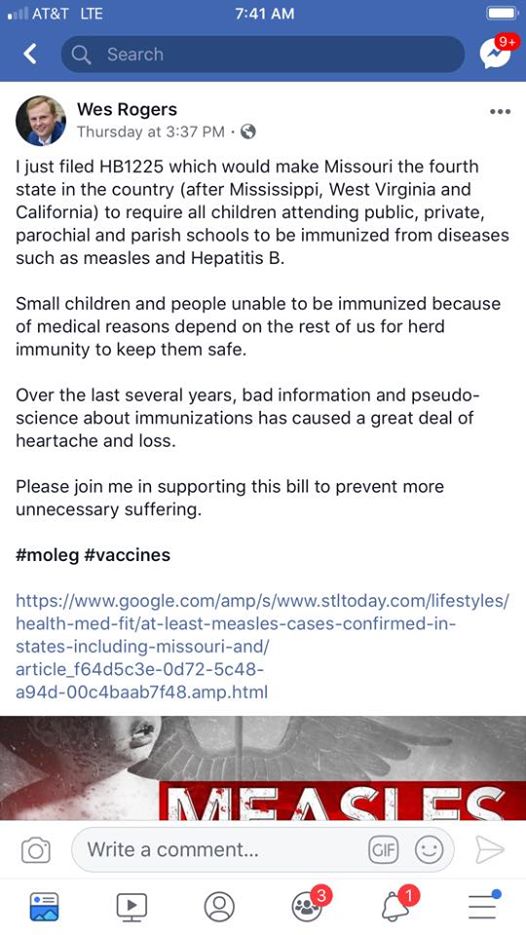 AT&T LTE 7:41 AM
Search
9+
Wes Rogers
Thursday at 3:37 PM ·
I just filed HB1225 which would make Missouri the fourth
state in the country (after Mississippi, West Virginia and
California) to require all children attending public, private,
parochial and parish schools to be immunized from diseases
such as measles and Hepatitis B.
Small children and people unable to be immunized because
of medical reasons depend on the rest of us for herd
immunity to keep them safe.
Over the last several years, bad information and pseudo-
science about immunizations has caused a great deal of
heartache and loss.
Please join me in supporting this bill to prevent more
unnecessary suffering.
#moleg #vaccines
https://www.google.com/amp/s/www.stltoday.com/lifestyles/
health-med-fit/at-least-measles-cases-confirmed-in-
states-including-missouri-and/
article_f64d5c3e-0d72-5c48-
a94d-00c4baab7f48.amp.html
MEASLES
Write a comment...
GIF
3
1